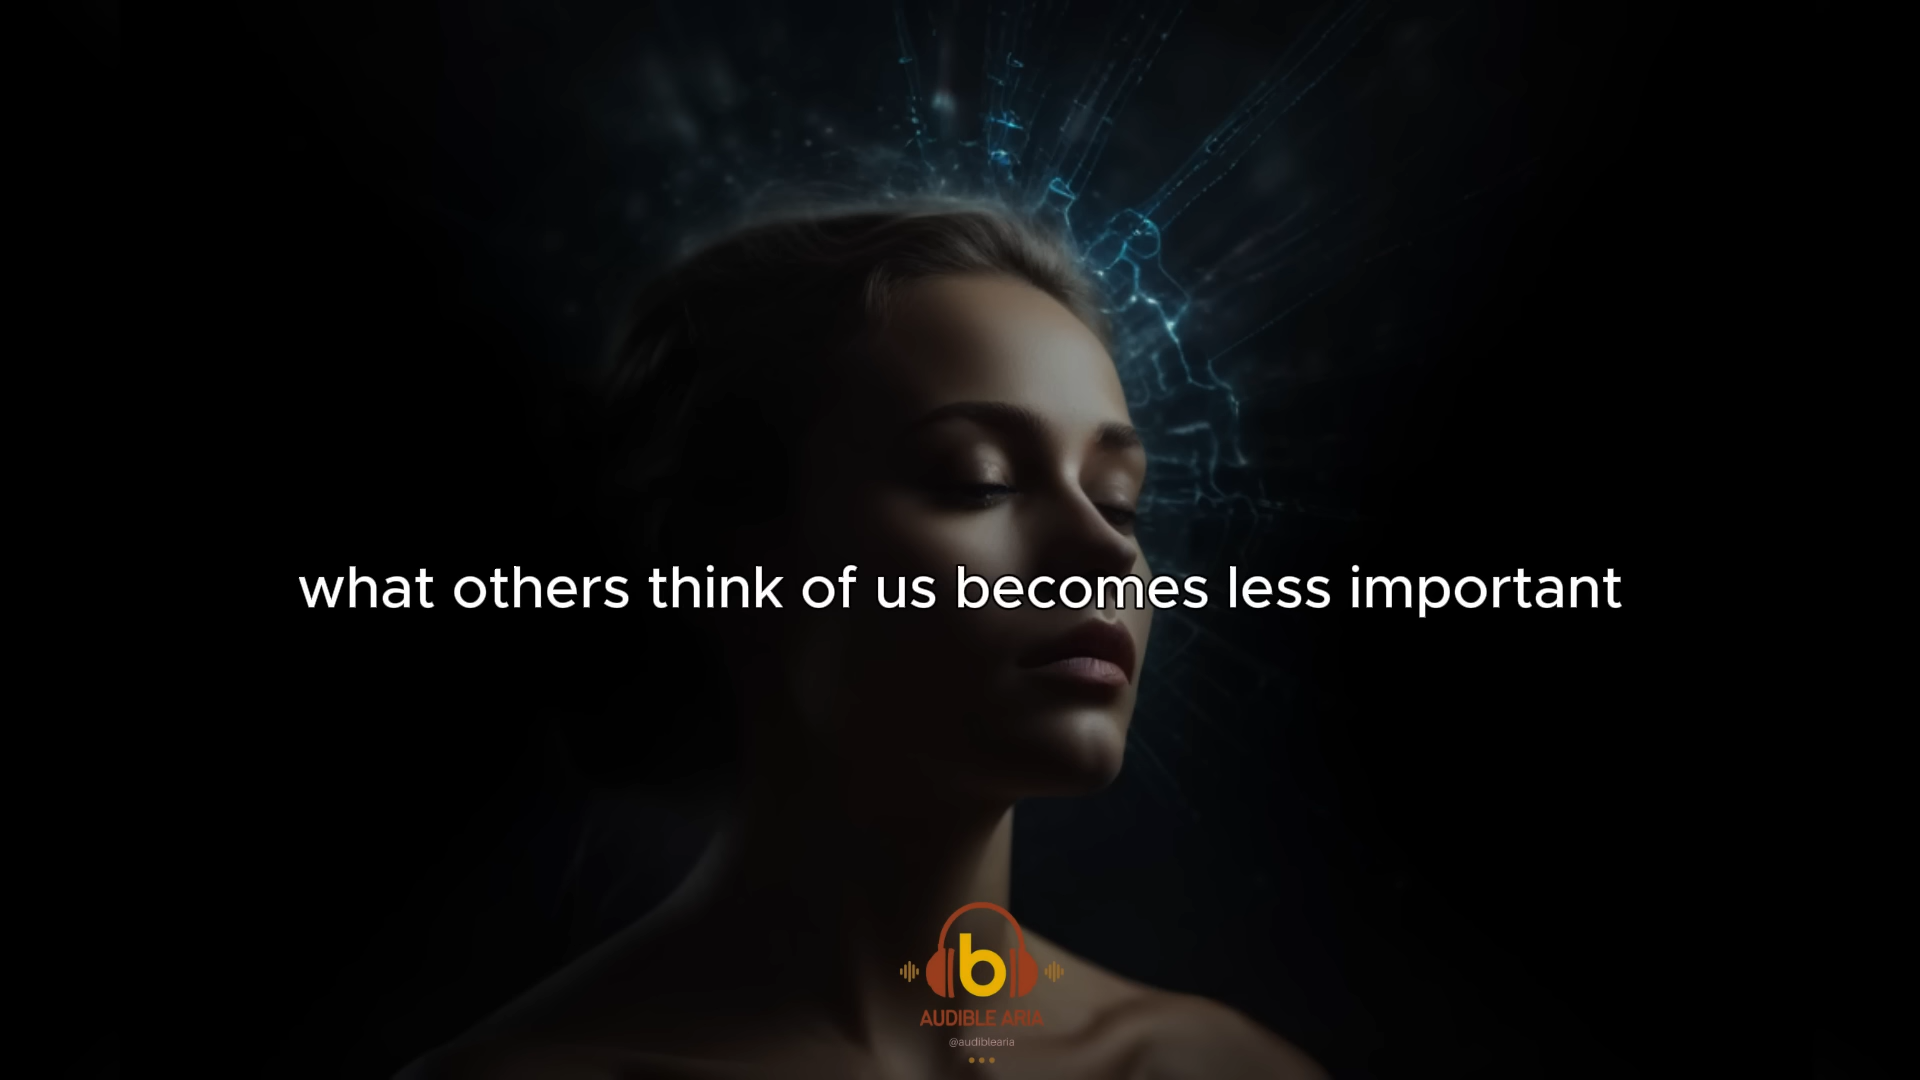 what others think of us becomes less important
b
AUDIBLE ARIA
@audiblearia